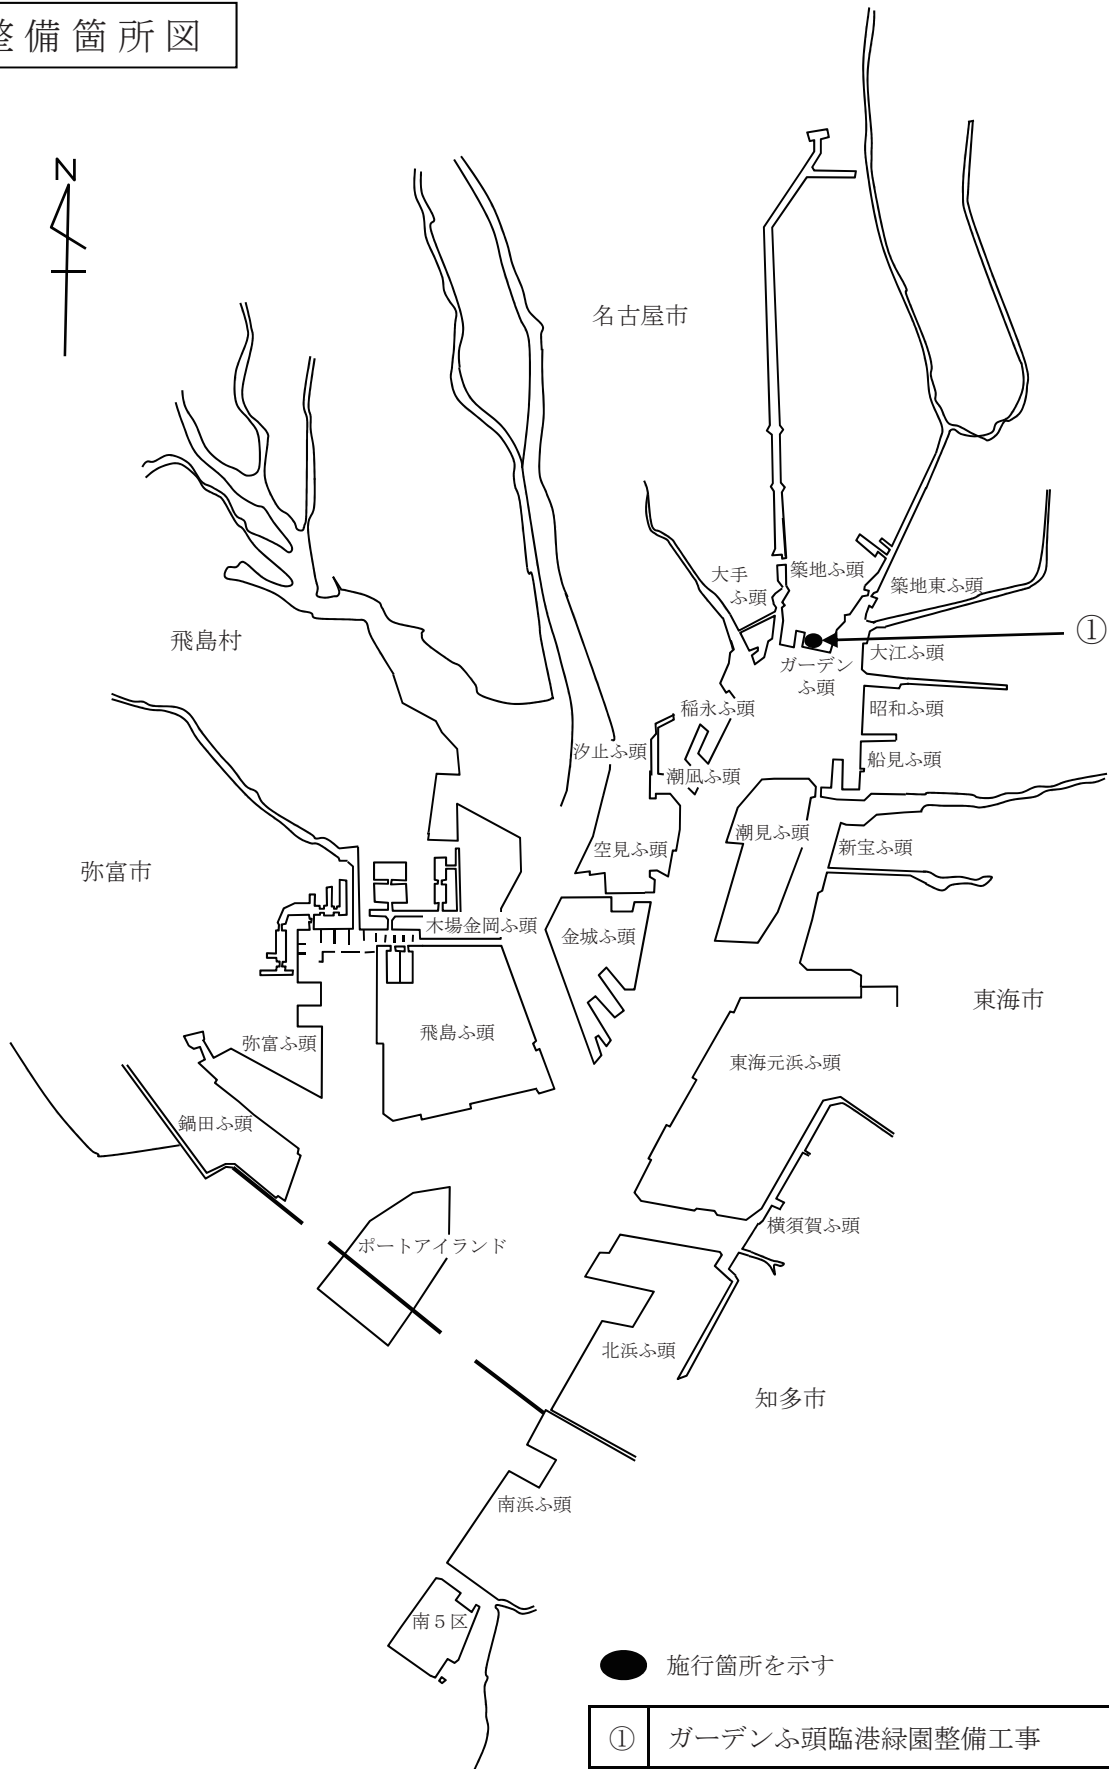 整備箇所図
N
名古屋市
築地ふ頭
大手
ふ頭
築地東ふ頭
①
飛島村
大江ふ頭
ガーデン
ふ頭
稲永ふ頭
昭和ふ頭
汐止ふ頭
船見ふ頭
潮凪ふ頭
潮見ふ頭
新宝ふ頭
空見ふ頭
弥富市
木場金岡ふ頭
金城ふ頭
東海市
飛島ふ頭
弥富ふ頭
東海元浜ふ頭
鍋田ふ頭
横須賀ふ頭
ポートアイランド
北浜ふ頭
知多市
南浜ふ頭
南5区
施行箇所を示す
① ガーデンふ頭臨港緑園整備工事